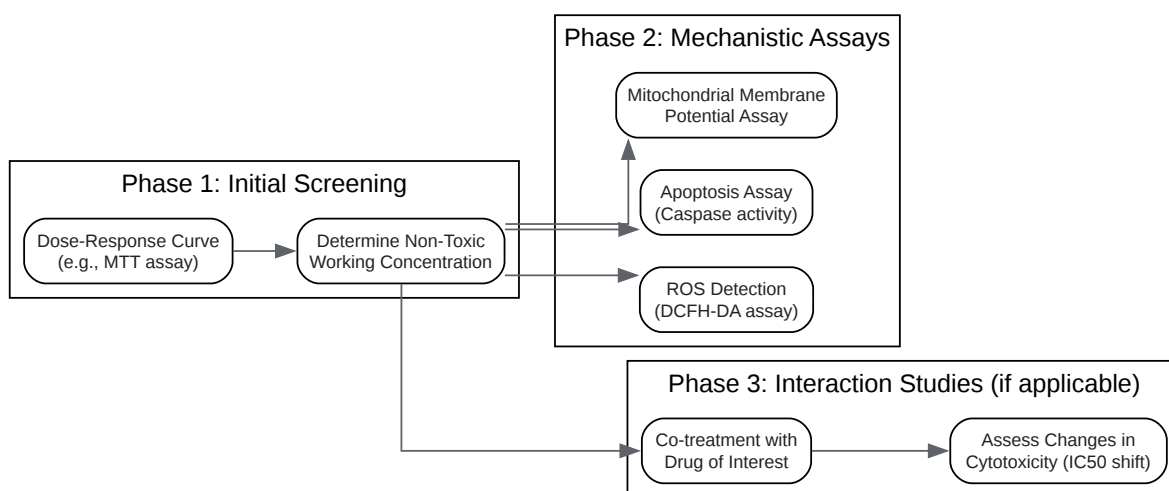 Phase 1: Initial Screening
Dose-Response Curve
(e.g., MTT assay)
Determine Non-Toxic
Working Concentration
Phase 2: Mechanistic Assays
Mitochondrial Membrane
Potential Assay
Apoptosis Assay
(Caspase activity)
ROS Detection
(DCFH-DA assay)
Phase 3: Interaction Studies (if applicable)
Co-treatment with
Drug of Interest
Assess Changes in
Cytotoxicity (IC50 shift)